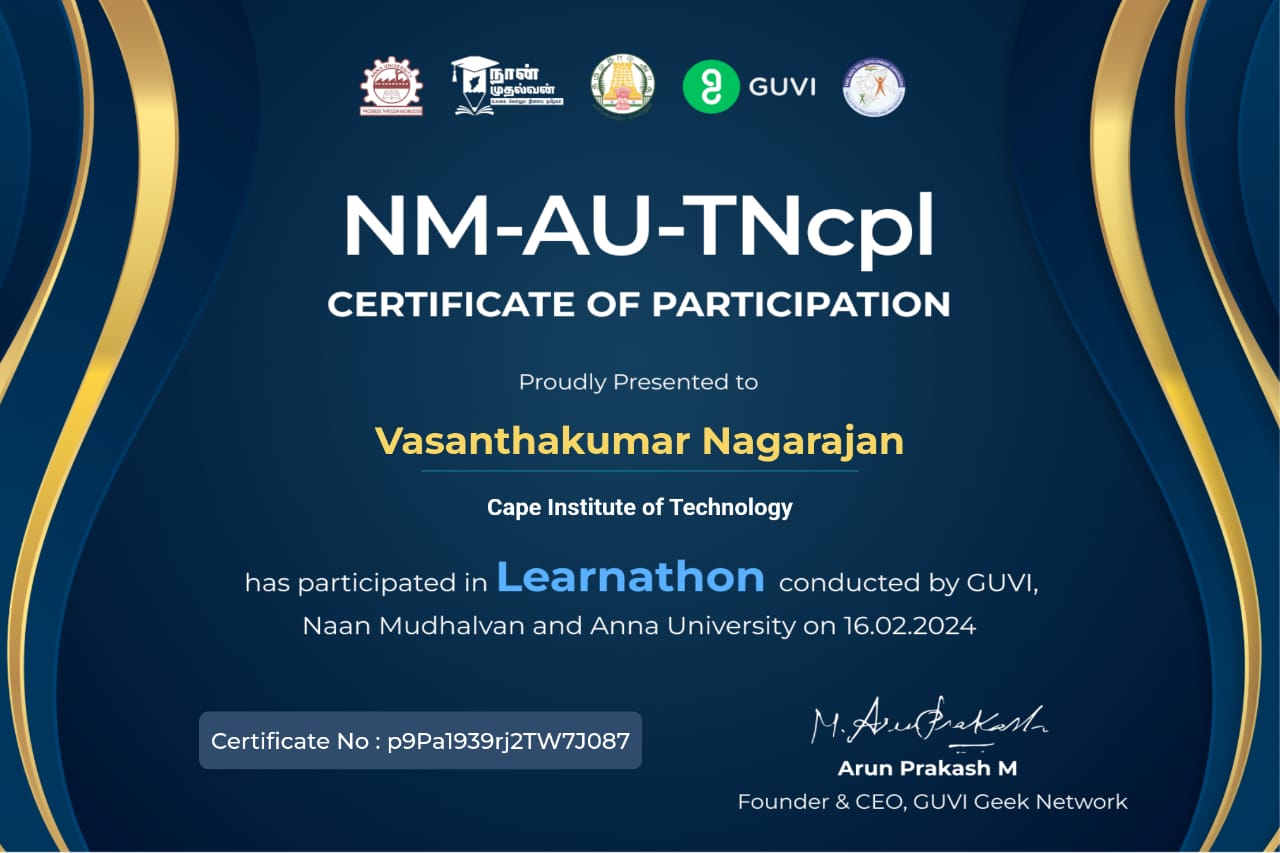 நான்
முதல்வன்
GUVI
NM-AU-TNcpl
CERTIFICATE OF PARTICIPATION
Proudly Presented to
Vasanthakumar Nagarajan
Cape Institute of Technology
has participated in Learnathon conducted by GUVI,
Naan Mudhalvan and Anna University on 16.02.2024
Certificate No : p9Pa1939rj2TW7J087
M. Arun Prakash
Arun Prakash M
Founder & CEO, GUVI Geek Network